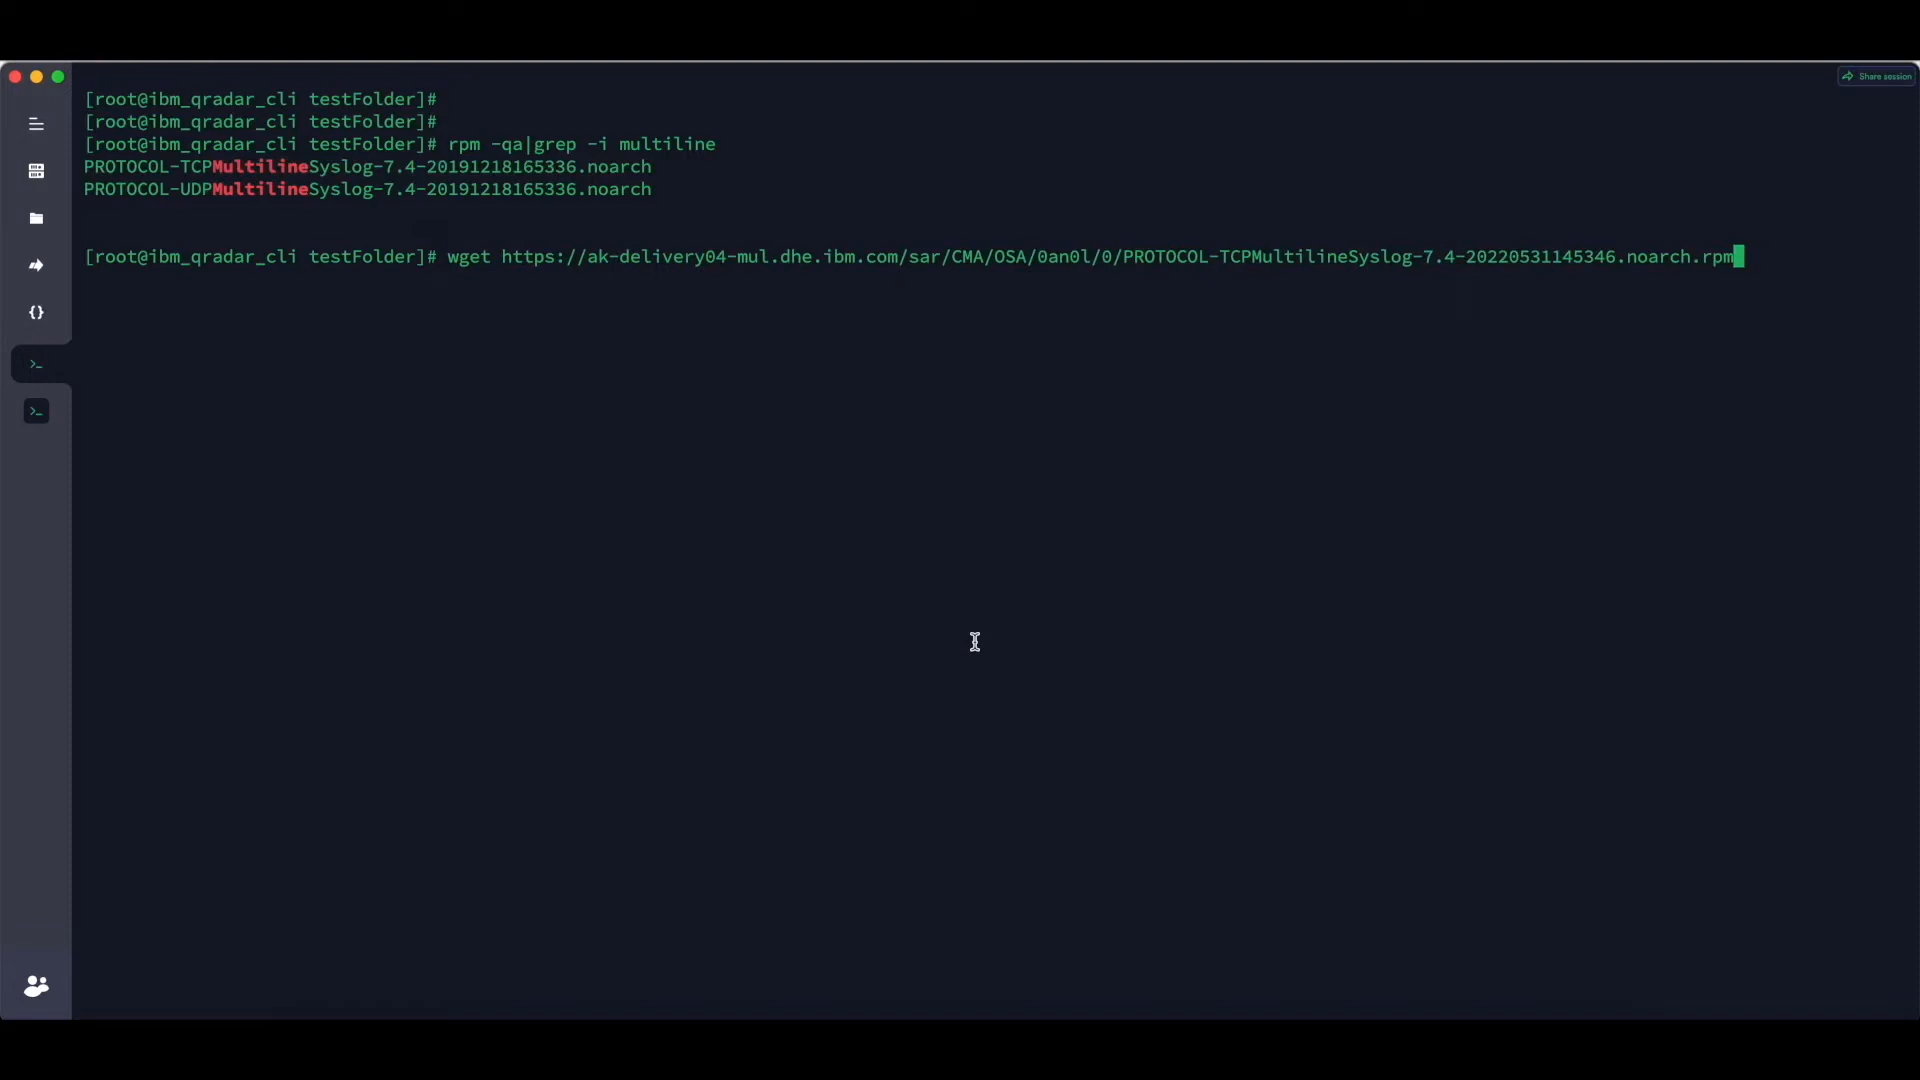 Share session
[root@ibm_qradar_cli testFolder]#
[root@ibm_qradar_cli testFolder]#
[root@ibm_qradar_cli testFolder]# rpm -qa|grep -i multiline
PROTOCOL-TCPMultilineSyslog-7.4-20191218165336.noarch
PROTOCOL-UDPMultilineSyslog-7.4-20191218165336.noarch
[root@ibm_qradar_cli testFolder]# wget https://ak-delivery04-mul.dhe.ibm.com/sar/CMA/OSA/0an0l/0/PROTOCOL-TCPMultilineSyslog-7.4-20220531145346.noarch.rpm